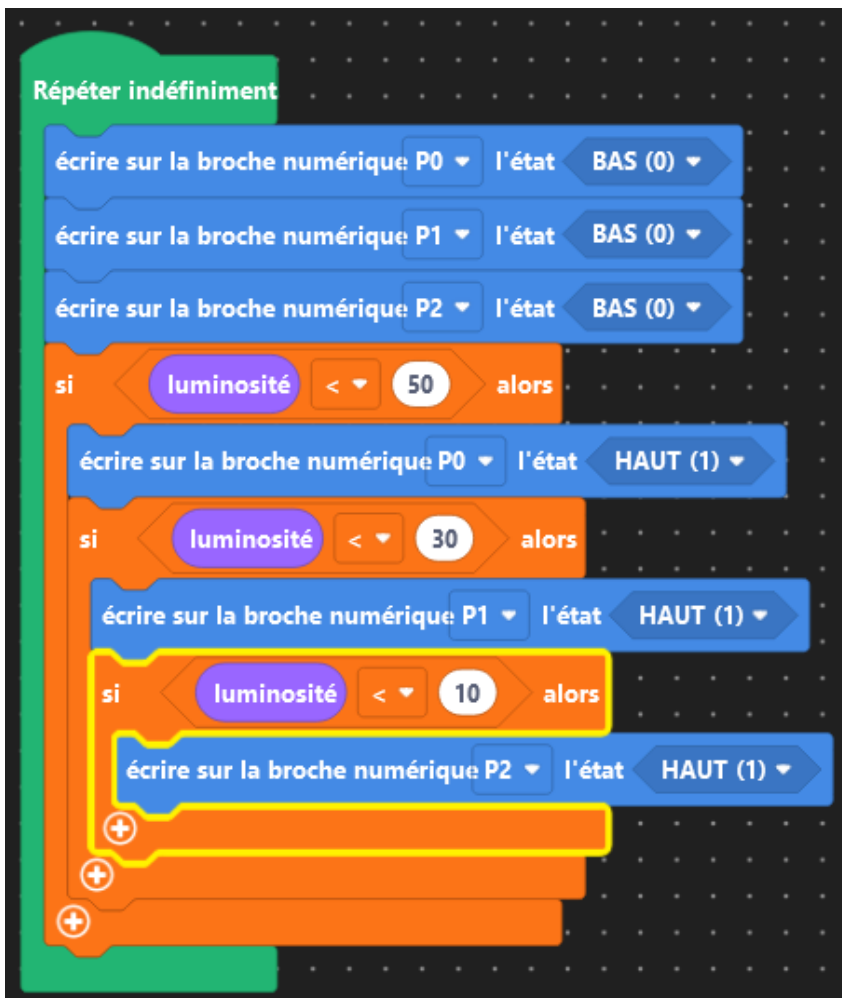 Répéter indéfiniment
écrire sur la broche numérique P0 l'état BAS (0)
écrire sur la broche numérique P1 l'état BAS (0)
écrire sur la broche numérique P2 l'état BAS (0)
si luminosité < 50 alors
écrire sur la broche numérique P0 l'état HAUT (1)
si luminosité < 30 alors
écrire sur la broche numérique P1 l'état HAUT (1)
si luminosité < 10 alors
écrire sur la broche numérique P2 l'état HAUT (1)